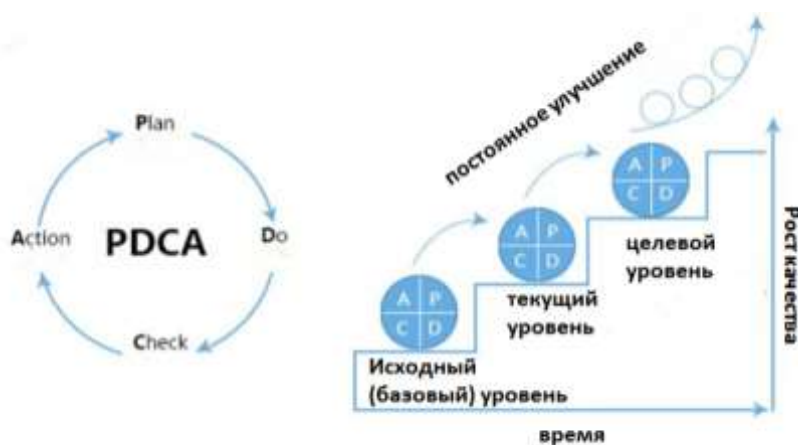 Plan
Action
PDCA
Do
Check
постоянное улучшение
A P
C D
целевой
уровень
A P
C D
текущий
уровень
A P
C D
Исходный
(базовый) уровень
время
Рост качества